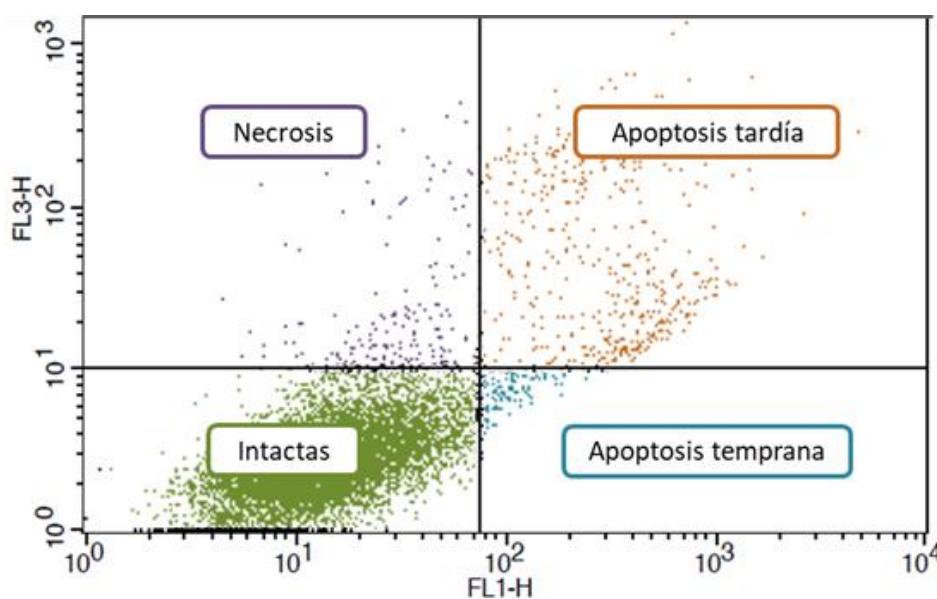 10³
Necrosis
Apoptosis tardía
FL3-H
10²
10¹
Intactas
Apoptosis temprana
10⁰
10⁰ 10¹ 10² 10³ 10⁴
FL1-H